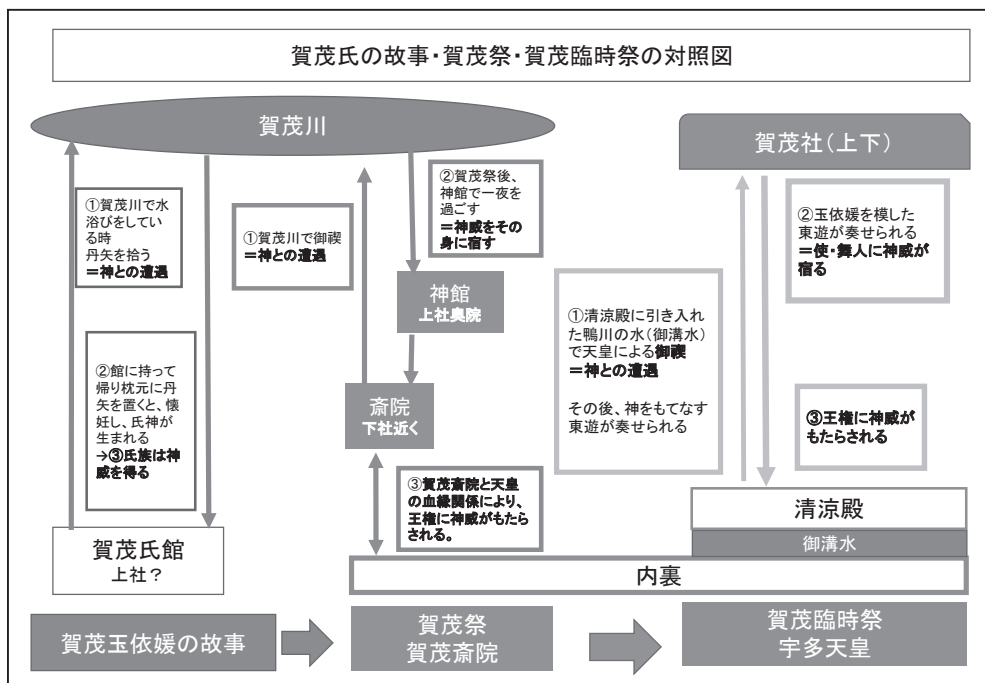 賀茂氏の故事・賀茂祭・賀茂臨時祭の対照図
賀茂川
①賀茂川で水
浴びをしてい
る時
丹矢を拾う
＝神との遭遇
②館に持って
帰り枕元に丹
矢を置くと、懐
妊し、氏神が
生まれる
→③氏族は神
威を得る
賀茂氏館
上社？
①賀茂川で御禊
＝神との遭遇
②賀茂祭後、
神館で一夜を
過ごす
＝神威をその
身に宿す
神館
上社奥院
斎院
下社近く
③賀茂斎院と天皇
の血縁関係により、
王権に神威がもたら
される。
賀茂社（上下）
①清涼殿に引き入れ
た鴨川の水（御溝水）
で天皇による御禊
＝神との遭遇
その後、神をもてなす
東遊が奏せられる
②玉依媛を模した
東遊が奏せられる
＝使・舞人に神威が
宿る
③王権に神威が
もたらされる
清涼殿
御溝水
内裏
賀茂玉依媛の故事
賀茂祭
賀茂斎院
賀茂臨時祭
宇多天皇